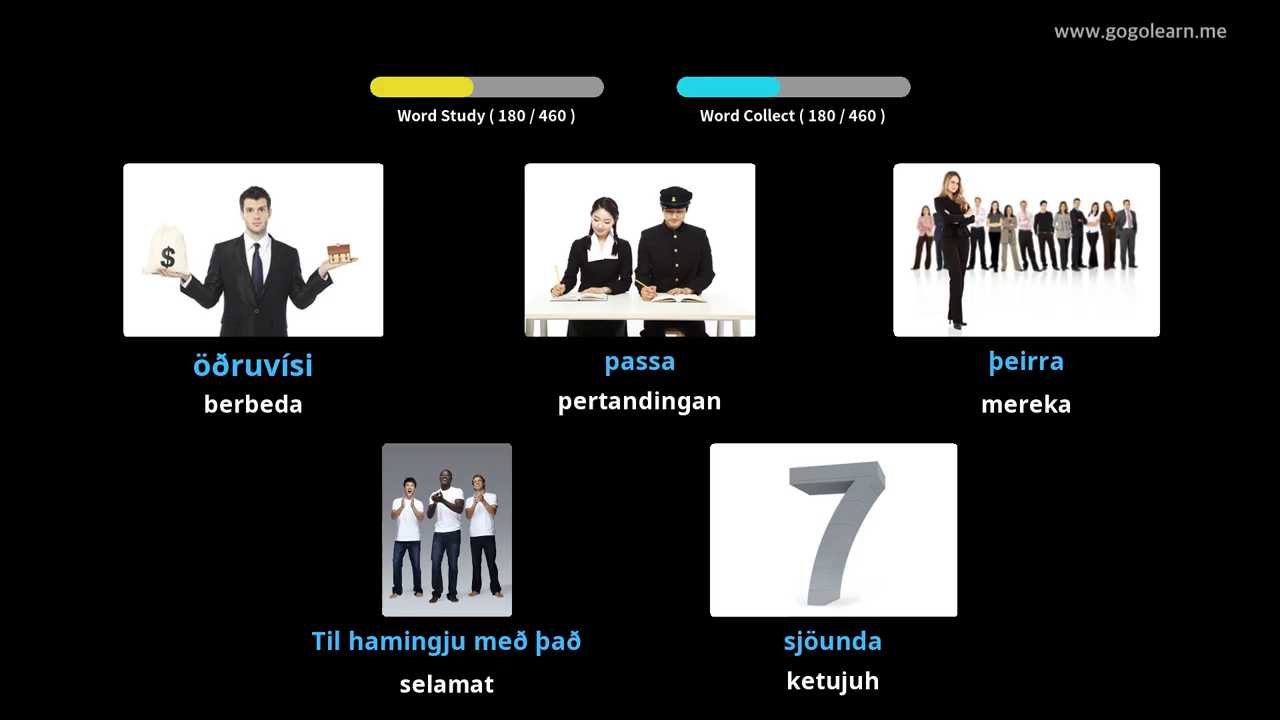 www.gogolearn.me
Word Study ( 180 / 460 )
Word Collect ( 180 / 460 )
$
öðruvísi
berbeda
passa
pertandingan
þeirra
mereka
7
Til hamingju með það
selamat
sjöunda
ketujuh